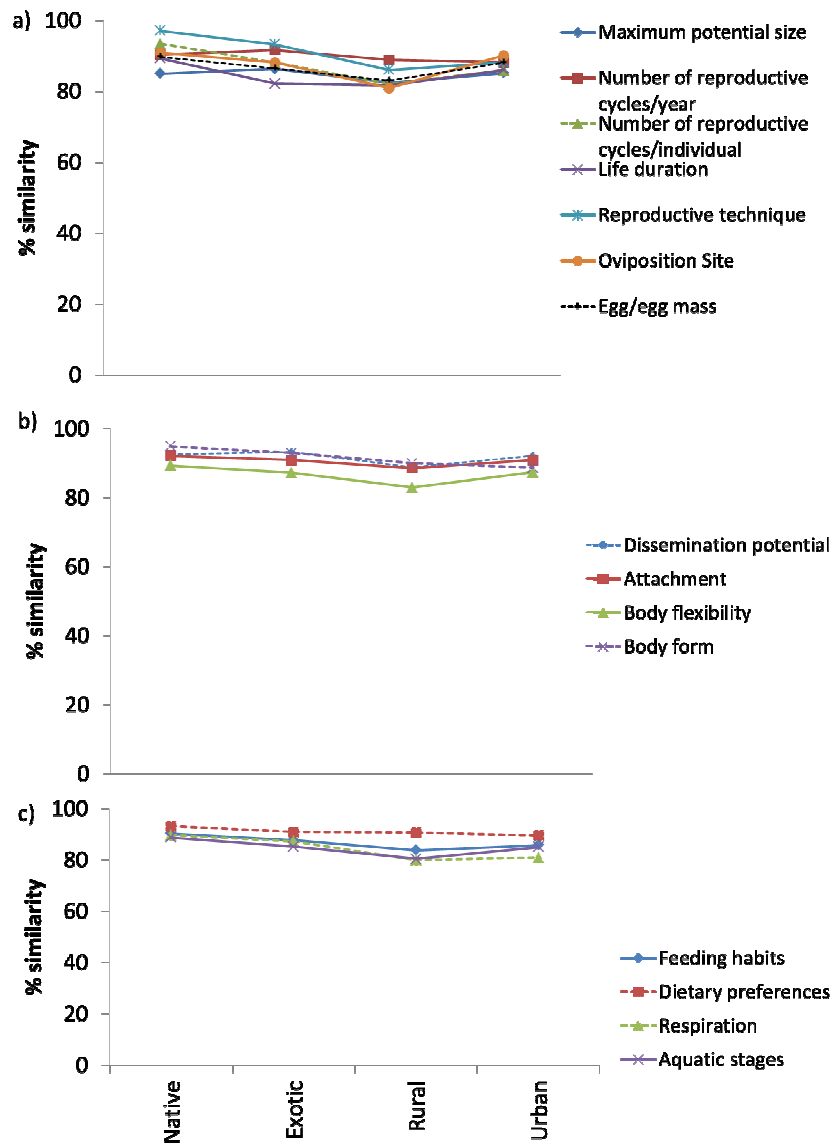 a)
100
80
60
40
20
0
% similarity
Maximum potential size
Number of reproductive
cycles/year
Number of reproductive
cycles/individual
Life duration
Reproductive technique
Oviposition Site
Egg/egg mass
b)
100
80
60
40
20
0
% similarity
Dissemination potential
Attachment
Body flexibility
Body form
c)
100
80
60
40
20
0
% similarity
Feeding habits
Dietary preferences
Respiration
Aquatic stages
Native
Exotic
Rural
Urban